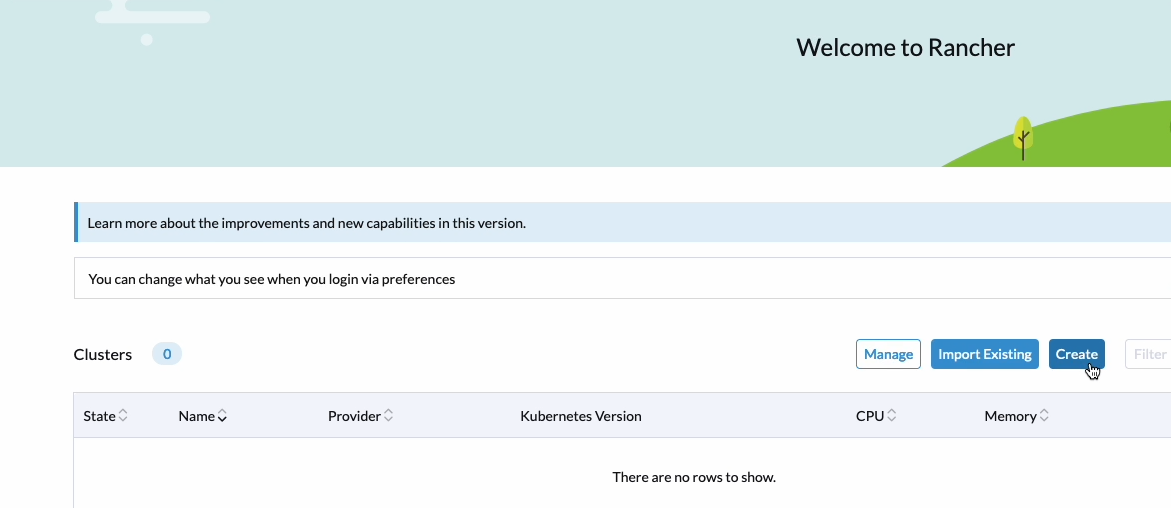 Welcome to Rancher
Learn more about the improvements and new capabilities in this version.
You can change what you see when you login via preferences
Clusters 0 Manage Import Existing Create Filter
State Name Provider Kubernetes Version CPU Memory
There are no rows to show.